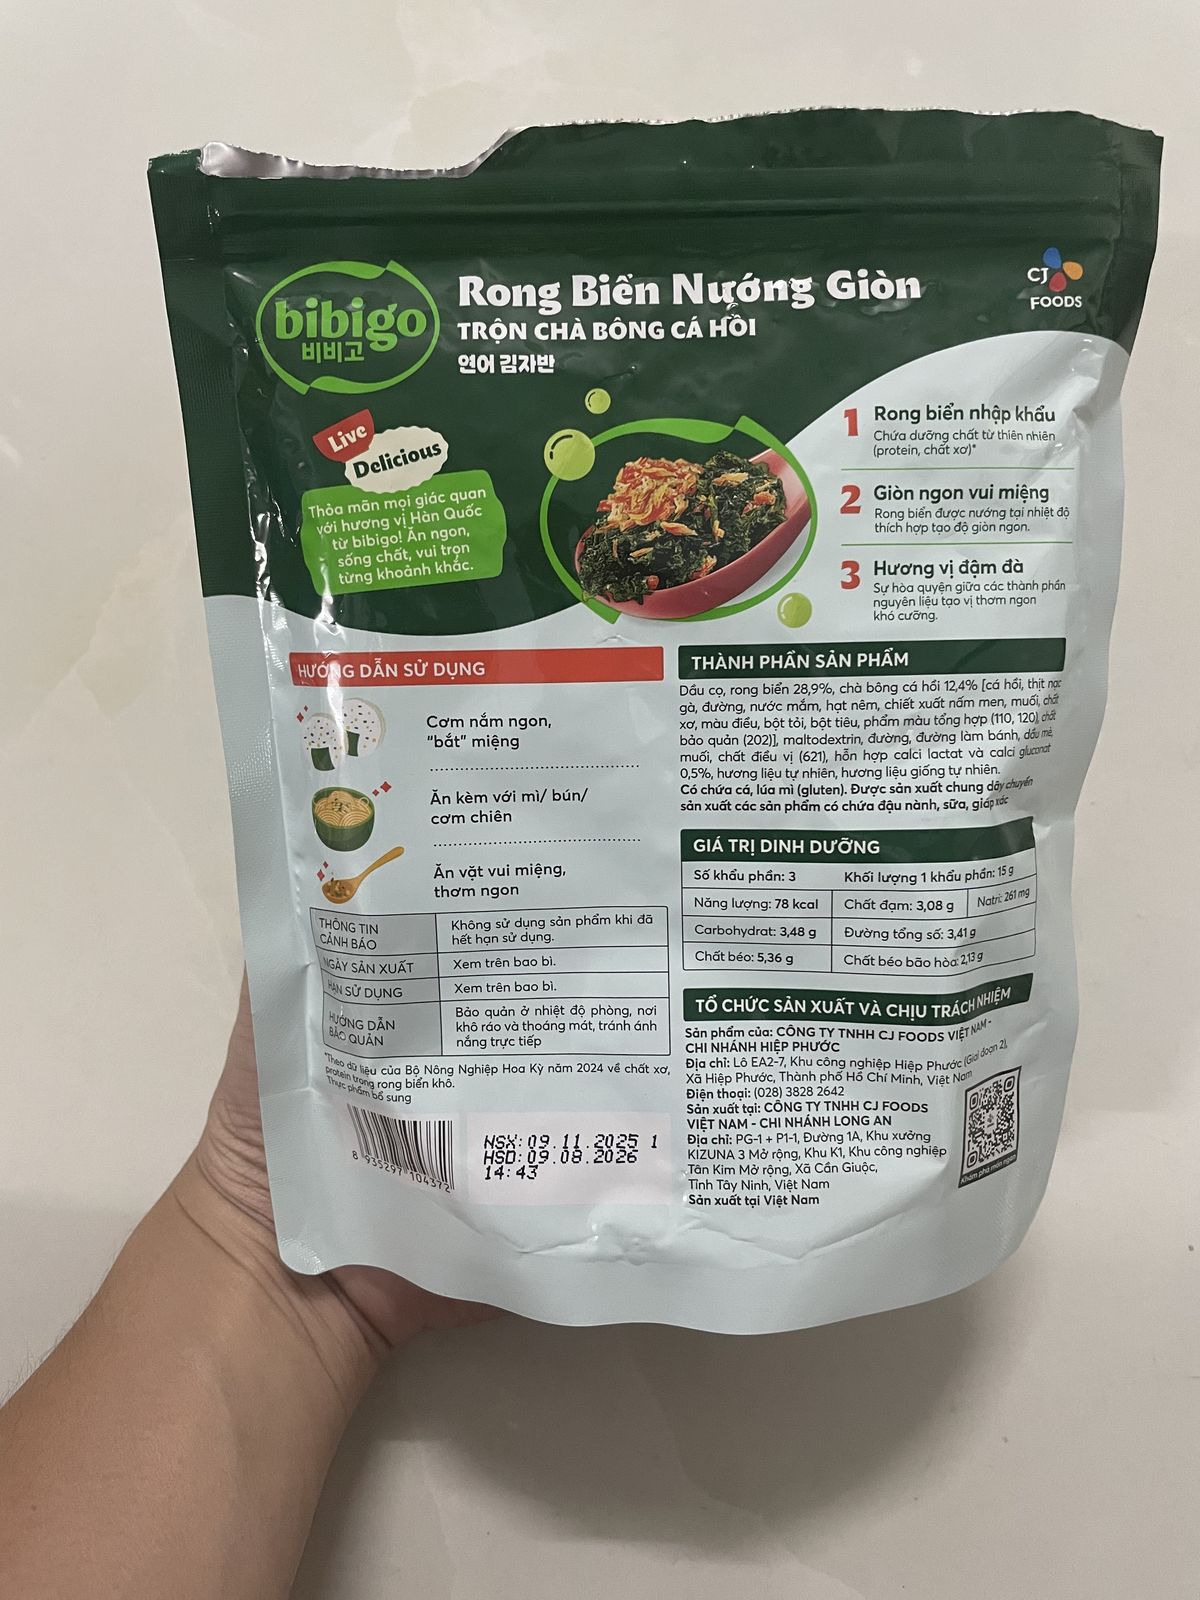 bibigo
비비고
Rong Biển Nướng Giòn
TRỘN CHÀ BÔNG CÁ HỒI
연어 김자반
CJ
FOODS
Live
Delicious
Thỏa mãn mọi giác quan
với hương vị Hàn Quốc
từ bibigo! Ăn ngon,
sống chất, vui trọn
từng khoảnh khắc.
1 Rong biển nhập khẩu
Chứa dưỡng chất từ thiên nhiên
(protein, chất xơ)*
2 Giòn ngon vui miệng
Rong biển được nướng tại nhiệt độ
thích hợp tạo độ giòn ngon.
3 Hương vị đậm đà
Sự hòa quyện giữa các thành phần
nguyên liệu tạo vị thơm ngon
khó cưỡng.
HƯỚNG DẪN SỬ DỤNG
Cơm nắm ngon,
"bắt" miệng
Ăn kèm với mì/ bún/
cơm chiên
Ăn vặt vui miệng,
thơm ngon
THÔNG TIN
CẢNH BÁO
Không sử dụng sản phẩm khi đã
hết hạn sử dụng.
NGÀY SẢN XUẤT
Xem trên bao bì.
HẠN SỬ DỤNG
Xem trên bao bì.
HƯỚNG DẪN
BẢO QUẢN
Bảo quản ở nhiệt độ phòng, nơi
khô ráo và thoáng mát, tránh ánh
nắng trực tiếp
*Theo dữ liệu của Bộ Nông Nghiệp Hoa Kỳ năm 2024 về chất xơ,
protein trong rong biển khô.
Thực phẩm bổ sung
8 935297 104372
NSX: 09.11.2025 1
HSD: 09.08.2026
14:43
THÀNH PHẦN SẢN PHẨM
Dầu cọ, rong biển 28,9%, chà bông cá hồi 12,4% [cá hồi, thịt nạc
gà, đường, nước mắm, hạt nêm, chiết xuất nấm men, muối, chất
xơ, màu điều, bột tỏi, bột tiêu, phẩm màu tổng hợp (110, 120), chất
bảo quản (202)], maltodextrin, đường, đường làm bánh, dầu mè,
muối, chất điều vị (621), hỗn hợp calci lactat và calci gluconat
0,5%, hương liệu tự nhiên, hương liệu giống tự nhiên.
Có chứa cá, lúa mì (gluten). Được sản xuất chung dây chuyền
sản xuất các sản phẩm có chứa đậu nành, sữa, giáp xác
GIÁ TRỊ DINH DƯỠNG
Số khẩu phần: 3 Khối lượng 1 khẩu phần: 15 g
Năng lượng: 78 kcal Chất đạm: 3,08 g Natri: 261 mg
Carbohydrat: 3,48 g Đường tổng số: 3,41 g
Chất béo: 5,36 g Chất béo bão hòa: 2,13 g
TỔ CHỨC SẢN XUẤT VÀ CHỊU TRÁCH NHIỆM
Sản phẩm của: CÔNG TY TNHH CJ FOODS VIỆT NAM -
CHI NHÁNH HIỆP PHƯỚC
Địa chỉ: Lô EA2-7, Khu công nghiệp Hiệp Phước (Giai đoạn 2),
Xã Hiệp Phước, Thành phố Hồ Chí Minh, Việt Nam
Điện thoại: (028) 3828 2642
Sản xuất tại: CÔNG TY TNHH CJ FOODS
VIỆT NAM - CHI NHÁNH LONG AN
Địa chỉ: PG-1 + P1-1, Đường 1A, Khu xưởng
KIZUNA 3 Mở rộng, Khu K1, Khu công nghiệp
Tân Kim Mở rộng, Xã Cần Giuộc,
Tỉnh Tây Ninh, Việt Nam
Sản xuất tại Việt Nam
Khám phá món ngon